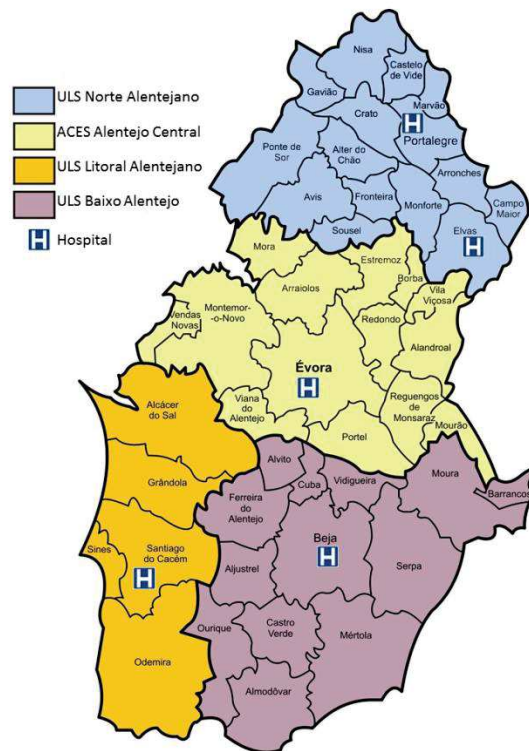 ULS Norte Alentejano
ACES Alentejo Central
ULS Litoral Alentejano
ULS Baixo Alentejo
H Hospital
Nisa
Castelo
de Vide
Gavião
Marvão
Crato
H
Portalegre
Ponte de
Sor
Alter do
Chão
Arronches
Avis
Fronteira
Monforte
Campo
Maior
Sousel
Elvas
H
Mora
Estremoz
Borba
Vila
Viçosa
Arraiolos
Montemor
-o-Novo
Vendas
Novas
Redondo
Alandroal
Évora
H
Viana
do
Alentejo
Reguengos
de
Monsaraz
Mourão
Portel
Alcácer
do Sal
Grândola
Sines
Santiago
do Cacém
H
Odemira
Alvito
Cuba
Vidigueira
Moura
Barrancos
Ferreira
do
Alentejo
Beja
H
Aljustrel
Serpa
Ourique
Castro
Verde
Mértola
Almodôvar